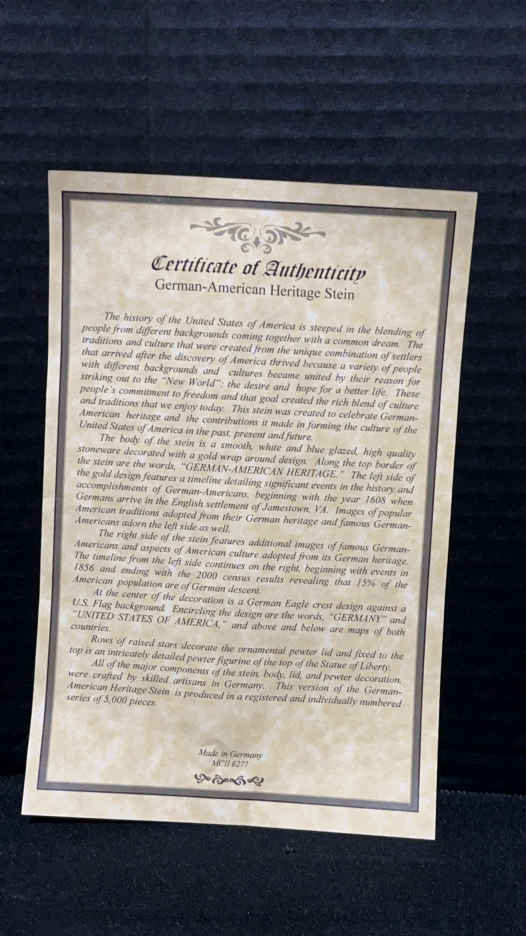 Certificate of Authenticity
German-American Heritage Stein
The history of the United States of America is steeped in the blending of
people from different backgrounds coming together with a common dream. The
traditions and culture that were created from the unique combination of settlers
that arrived after the discovery of America thrived because a variety of people
with different backgrounds and cultures became united by their reason for
striking out to the "New World": the desire and hope for a better life. These
people's commitment to freedom and that goal created the rich blend of culture
and traditions that we enjoy today. This stein was created to celebrate German-
American heritage and the contributions it made in forming the culture of the
United States of America in the past, present and future.
The body of the stein is a smooth, white and blue glazed, high quality
stoneware decorated with a gold wrap around design. Along the top border of
the stein are the words, "GERMAN-AMERICAN HERITAGE." The left side of
the gold design features a timeline detailing significant events in the history and
accomplishments of German-Americans, beginning with the year 1608 when
Germans arrive in the English settlement of Jamestown, VA. Images of popular
American traditions adopted from their German heritage and famous German-
Americans adorn the left side as well.
The right side of the stein features additional images of famous German-
Americans and aspects of American culture adopted from its German heritage.
The timeline from the left side continues on the right, beginning with events in
1856 and ending with the 2000 census results revealing that 15% of the
American population are of German descent.
At the center of the decoration is a German Eagle crest design against a
U.S. Flag background. Encircling the design are the words, "GERMANY" and
"UNITED STATES OF AMERICA," and above and below are maps of both
countries.
Rows of raised stars decorate the ornamental pewter lid and fixed to the
top is an intricately detailed pewter figurine of the top of the Statue of Liberty.
All of the major components of the stein, body, lid, and pewter decoration,
were crafted by skilled artisans in Germany. This version of the German-
American Heritage Stein is produced in a registered and individually numbered
series of 5,000 pieces.
Made in Germany
MCII 6277